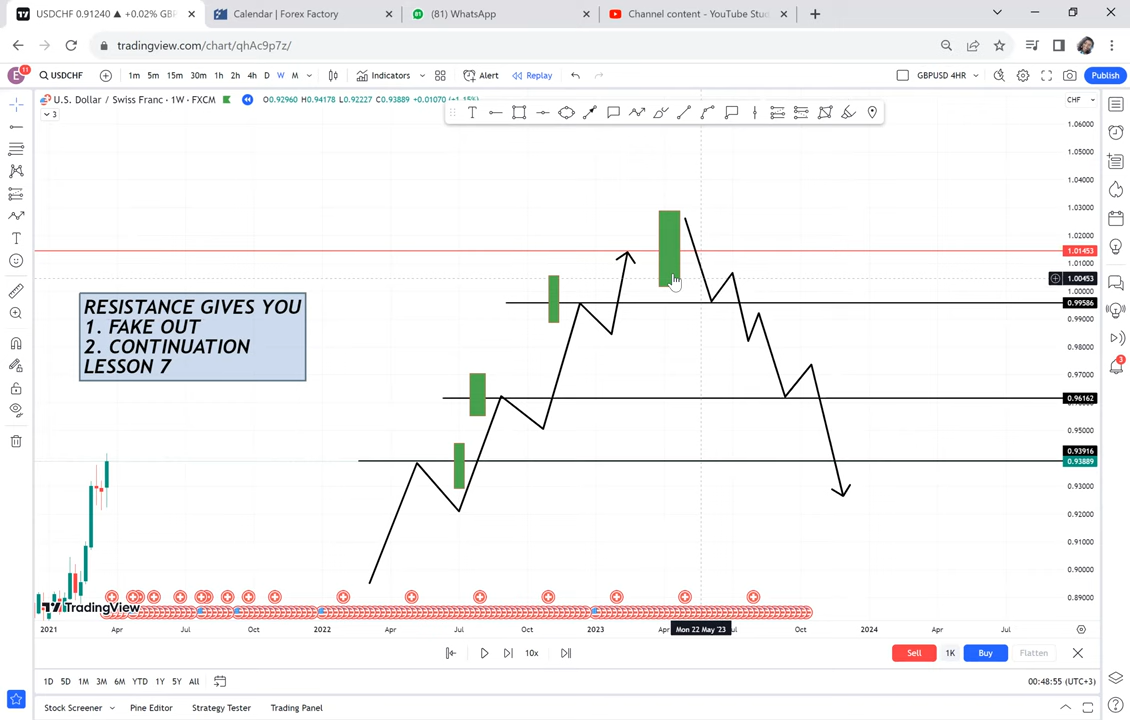 USDCHF 0.91240 ▲ +0.02% GBP
Calendar | Forex Factory
(81) WhatsApp
Channel content - YouTube Stud
tradingview.com/chart/qhAc9p7z/
E
11
USDCHF
1m 5m 15m 30m 1h 2h 4h D W M
Indicators
Alert
Replay
GBPUSD 4HR
Publish
U.S. Dollar / Swiss Franc · 1W · FXCM
O0.92960 H0.94178 L0.92227 C0.93889 +0.01070 (+1.15%)
3
CHF
1.06000
1.05000
1.04000
1.03000
1.02000
1.01453
1.01000
1.00453
1.00000
0.99586
0.99000
0.98000
0.97000
0.96162
0.95000
0.93916
0.93889
0.93000
0.92000
0.91000
0.90000
0.89000
RESISTANCE GIVES YOU
1. FAKE OUT
2. CONTINUATION
LESSON 7
3
TradingView
2021 Apr Jul Oct 2022 Apr Jul Oct 2023 Apr Mon 22 May '23 Oct 2024 Apr Jul
10x
Sell 1K Buy Flatten
1D 5D 1M 3M 6M YTD 1Y 5Y All
00:48:55 (UTC+3)
Stock Screener Pine Editor Strategy Tester Trading Panel